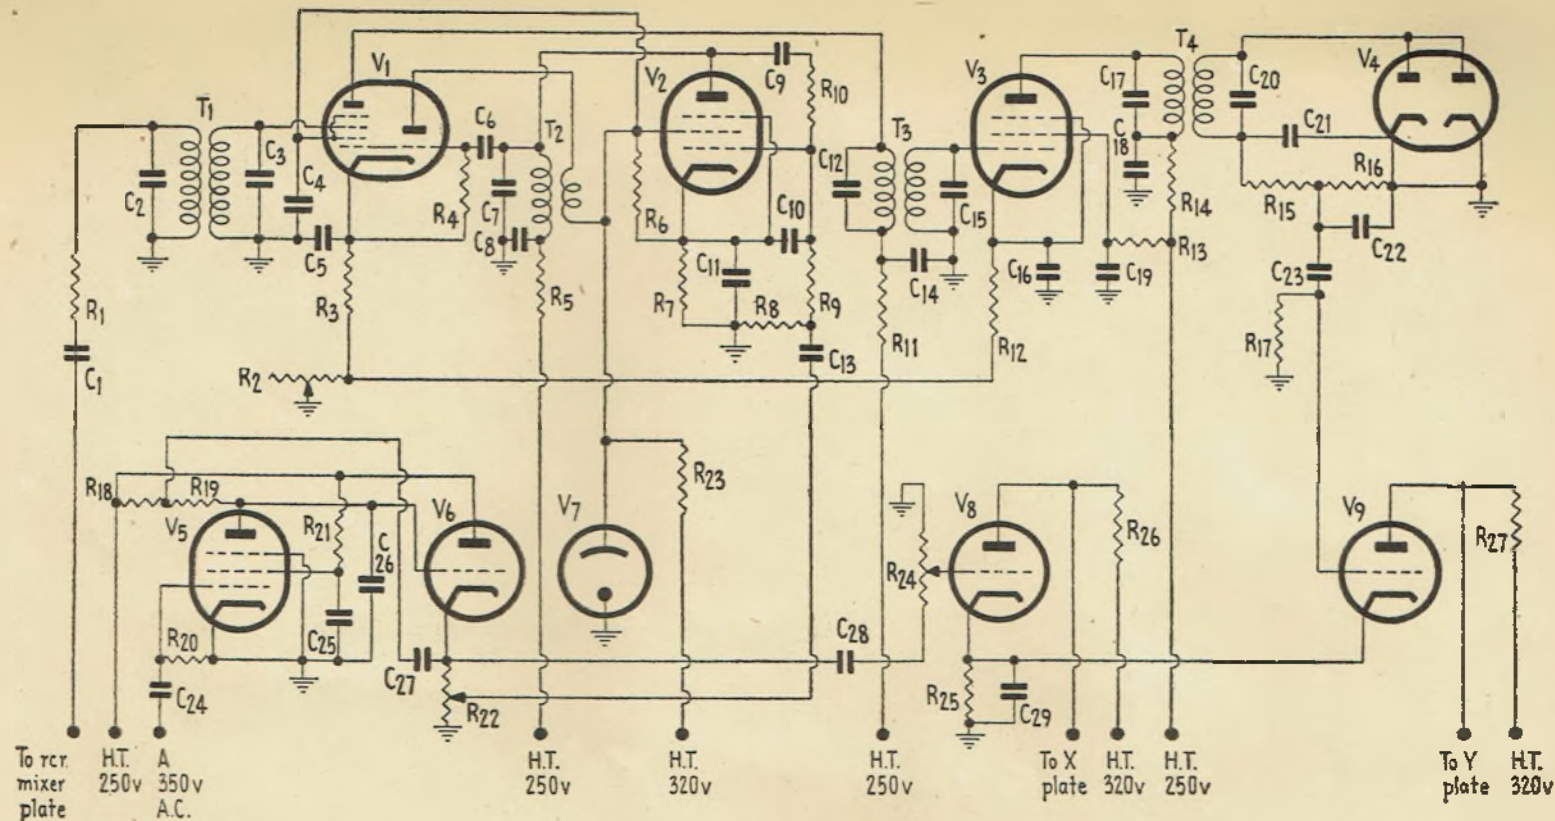 V1
C9
V2
R10
C6
T2
T1
C3
C4
C2
R4
C7
C8
C5
R3
R5
R6
C11
C10
R7
R8
R9
C13
R1
C1
R2
C12
T3
C15
C14
R11
V3
C17
C18
T4
C20
C21
V4
R14
R15
R16
C22
C16
C19
R13
C23
R12
R17
R18
R19
V5
R21
C26
V6
V7
R23
R20
C25
C24
C27
R22
C28
R24
V8
R26
R25
C29
V9
R27
To rcr. mixer plate
H.T. 250v
A 350v A.C.
H.T. 250v
H.T. 320v
H.T. 250v
To X plate
H.T. 320v
H.T. 250v
To Y plate
H.T. 320v